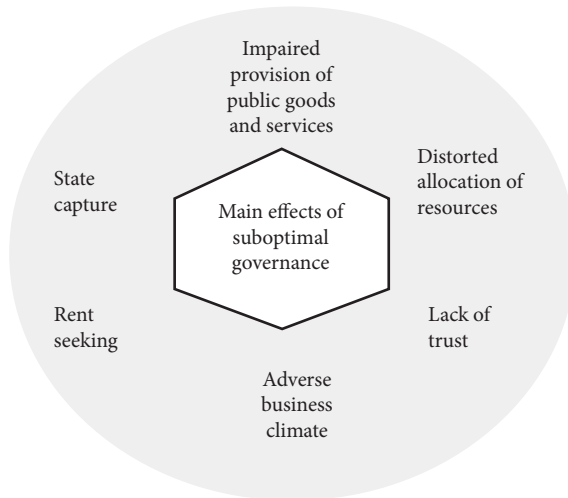 Impaired
provision of
public goods
and services
State
capture
Distorted
allocation of
resources
Main effects of
suboptimal
governance
Rent
seeking
Lack of
trust
Adverse
business
climate